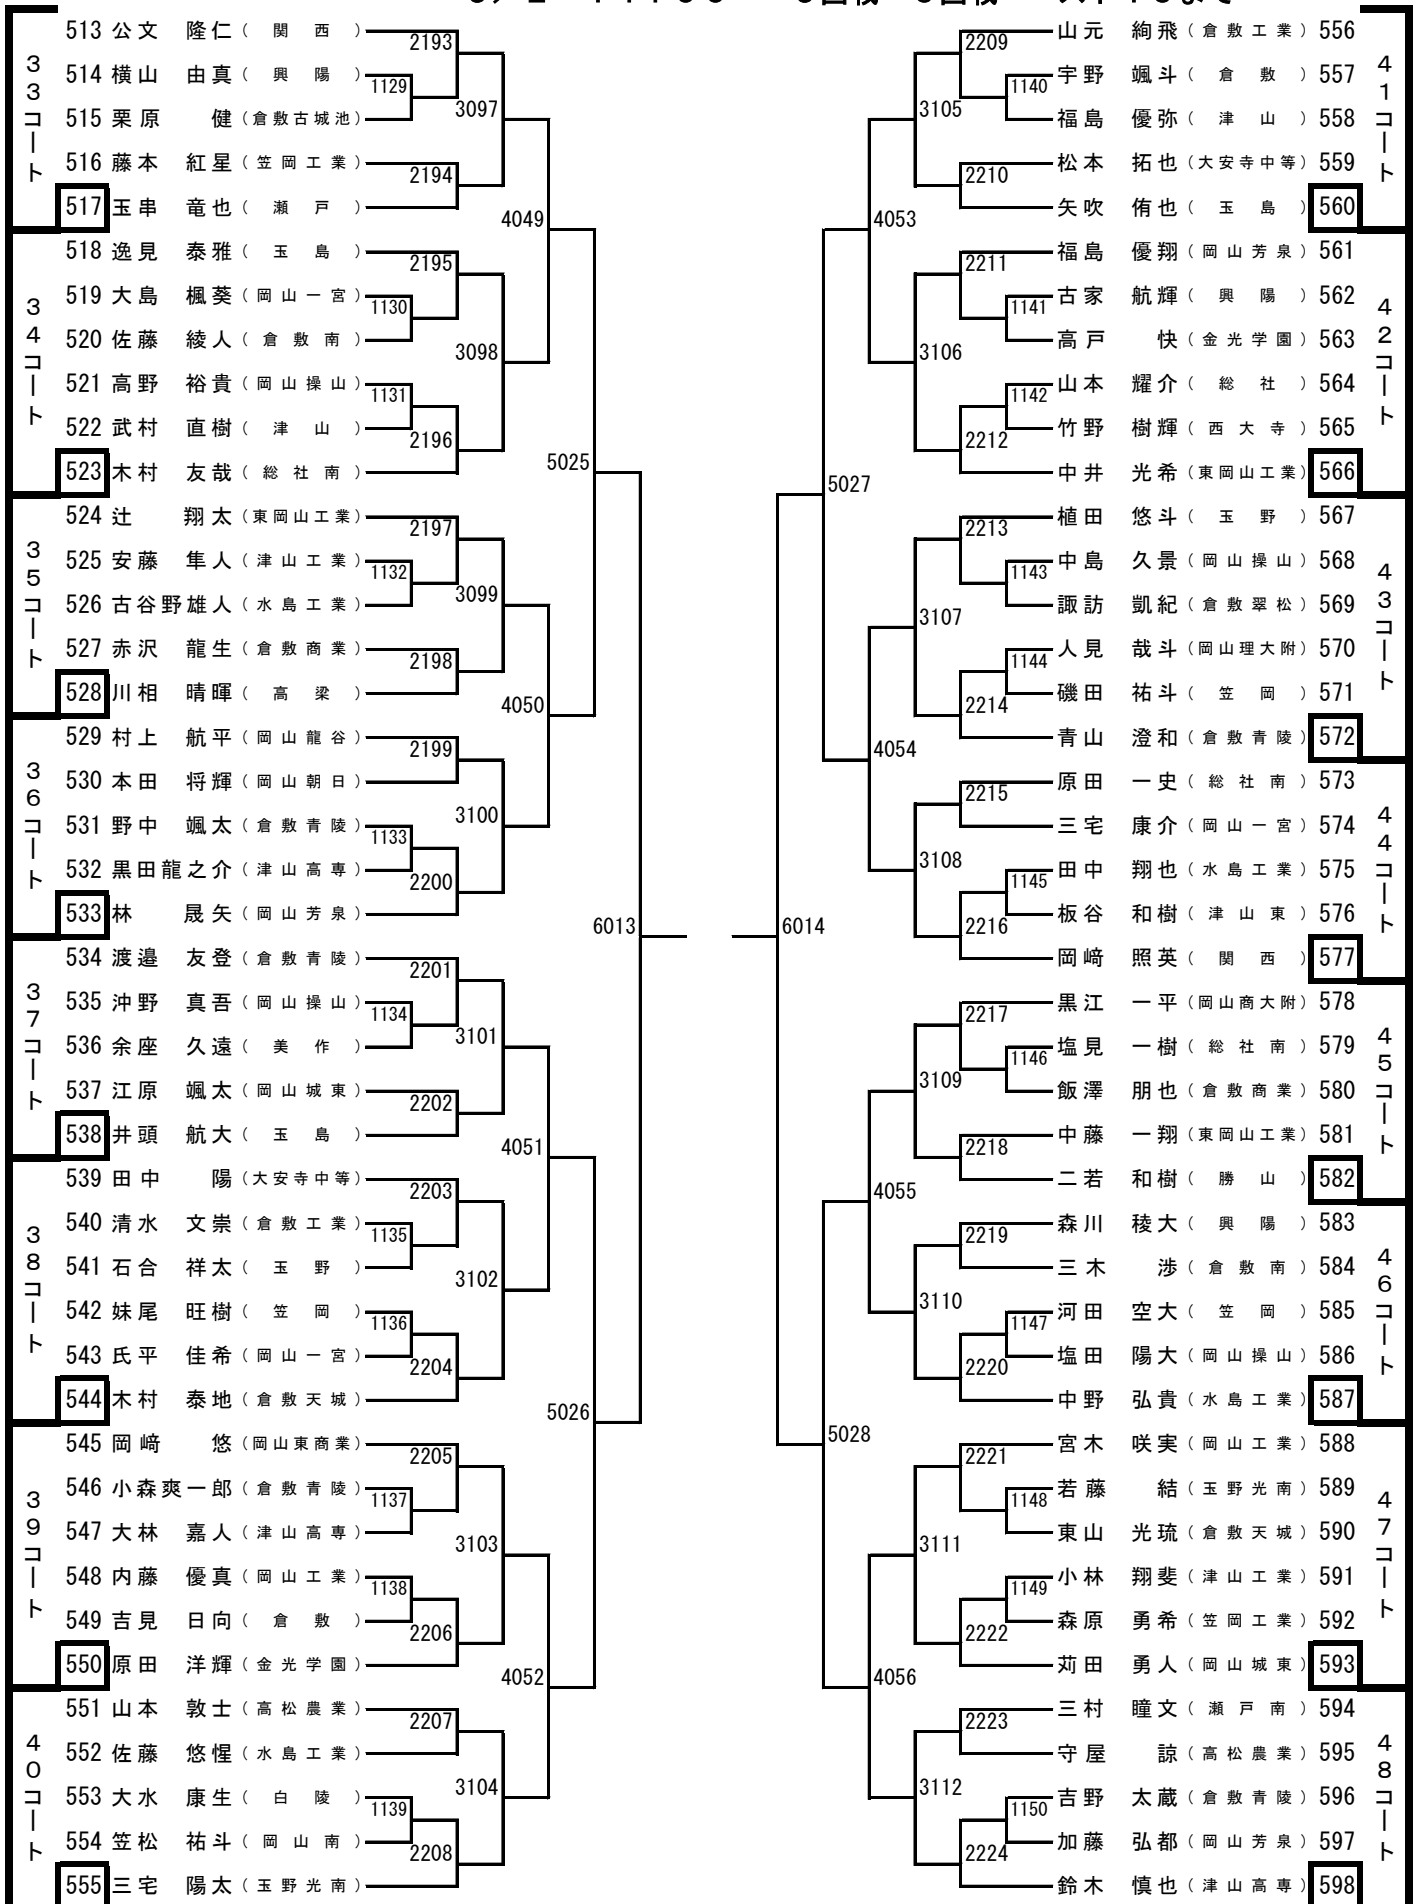 33コート
513 公文 隆仁(関西)
2193
514 横山 由真(興陽)
1129
515 栗原 健(倉敷古城池)
3097
516 藤本 紅星(笠岡工業)
2194
517 玉串 竜也(瀬戸)
4049
34コート
518 逸見 泰雅(玉島)
2195
519 大島 楓葵(岡山一宮)
1130
520 佐藤 綾人(倉敷南)
3098
521 高野 裕貴(岡山操山)
1131
522 武村 直樹(津山)
2196
523 木村 友哉(総社南)
5025
35コート
524 辻 翔太(東岡山工業)
2197
525 安藤 隼人(津山工業)
1132
526 古谷野雄人(水島工業)
3099
527 赤沢 龍生(倉敷商業)
2198
528 川相 晴暉(高梁)
4050
36コート
529 村上 航平(岡山龍谷)
2199
530 本田 将輝(岡山朝日)
3100
531 野中 颯太(倉敷青陵)
1133
532 黒田龍之介(津山高専)
2200
533 林 晟矢(岡山芳泉)
6013
37コート
534 渡邉 友登(倉敷青陵)
2201
535 沖野 真吾(岡山操山)
1134
536 余座 久遠(美作)
3101
537 江原 颯太(岡山城東)
2202
538 井頭 航大(玉島)
4051
38コート
539 田中 陽(大安寺中等)
2203
540 清水 文崇(倉敷工業)
1135
541 石合 祥太(玉野)
3102
542 妹尾 旺樹(笠岡)
1136
543 氏平 佳希(岡山一宮)
2204
544 木村 泰地(倉敷天城)
5026
39コート
545 岡﨑 悠(岡山東商業)
2205
546 小森爽一郎(倉敷青陵)
1137
547 大林 嘉人(津山高専)
3103
548 内藤 優真(岡山工業)
1138
549 吉見 日向(倉敷)
2206
550 原田 洋輝(金光学園)
4052
40コート
551 山本 敦士(高松農業)
2207
552 佐藤 悠惺(水島工業)
3104
553 大水 康生(白陵)
1139
554 笠松 祐斗(岡山南)
2208
555 三宅 陽太(玉野光南)
41コート
山元 絢飛(倉敷工業) 556
2209
宇野 颯斗(倉敷) 557
1140
福島 優弥(津山) 558
3105
松本 拓也(大安寺中等) 559
2210
矢吹 侑也(玉島) 560
4053
42コート
福島 優翔(岡山芳泉) 561
2211
古家 航輝(興陽) 562
1141
高戸 快(金光学園) 563
3106
山本 耀介(総社) 564
1142
竹野 樹輝(西大寺) 565
2212
中井 光希(東岡山工業) 566
5027
43コート
植田 悠斗(玉野) 567
2213
中島 久景(岡山操山) 568
1143
諏訪 凱紀(倉敷翠松) 569
3107
人見 哉斗(岡山理大附) 570
1144
磯田 祐斗(笠岡) 571
2214
青山 澄和(倉敷青陵) 572
4054
44コート
原田 一史(総社南) 573
2215
三宅 康介(岡山一宮) 574
3108
田中 翔也(水島工業) 575
1145
板谷 和樹(津山東) 576
2216
岡﨑 照英(関西) 577
6014
45コート
黒江 一平(岡山商大附) 578
2217
塩見 一樹(総社南) 579
1146
飯澤 朋也(倉敷商業) 580
3109
中藤 一翔(東岡山工業) 581
2218
二若 和樹(勝山) 582
4055
46コート
森川 稜大(興陽) 583
2219
三木 渉(倉敷南) 584
3110
河田 空大(笠岡) 585
1147
塩田 陽大(岡山操山) 586
2220
中野 弘貴(水島工業) 587
5028
47コート
宮木 咲実(岡山工業) 588
2221
若藤 結(玉野光南) 589
1148
東山 光琉(倉敷天城) 590
3111
小林 翔斐(津山工業) 591
1149
森原 勇希(笠岡工業) 592
2222
苅田 勇人(岡山城東) 593
4056
48コート
三村 瞳文(瀬戸南) 594
2223
守屋 諒(高松農業) 595
3112
吉野 太蔵(倉敷青陵) 596
1150
加藤 弘都(岡山芳泉) 597
2224
鈴木 慎也(津山高専) 598